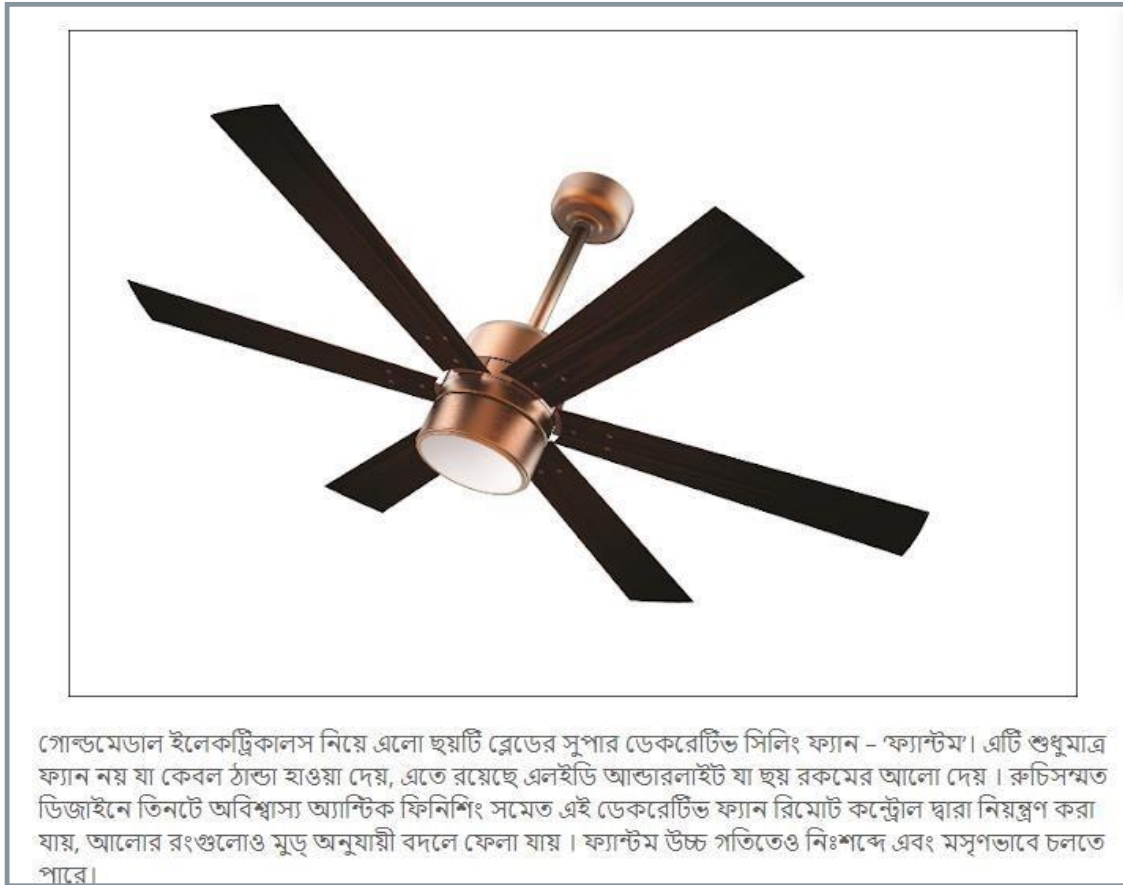 গোল্ডমেডাল ইলেকট্রিকালস নিয়ে এলো ছয়টি ব্লেডের সুপার ডেকরেটিভ সিলিং ফ্যান – ‘ফ্যান্টম’। এটি শুধুমাত্র
ফ্যান নয় যা কেবল ঠান্ডা হাওয়া দেয়, এতে রয়েছে এলইডি আন্ডারলাইট যা ছয় রকমের আলো দেয় । রুচিসম্মত
ডিজাইনে তিনটে অবিশ্বাস্য অ্যান্টিক ফিনিশিং সমেত এই ডেকরেটিভ ফ্যান রিমোট কন্ট্রোল দ্বারা নিয়ন্ত্রণ করা
যায়, আলোর রংগুলোও মুড্ অনুযায়ী বদলে ফেলা যায় । ফ্যান্টম উচ্চ গতিতেও নিঃশব্দে এবং মসৃণভাবে চলতে
পারে।